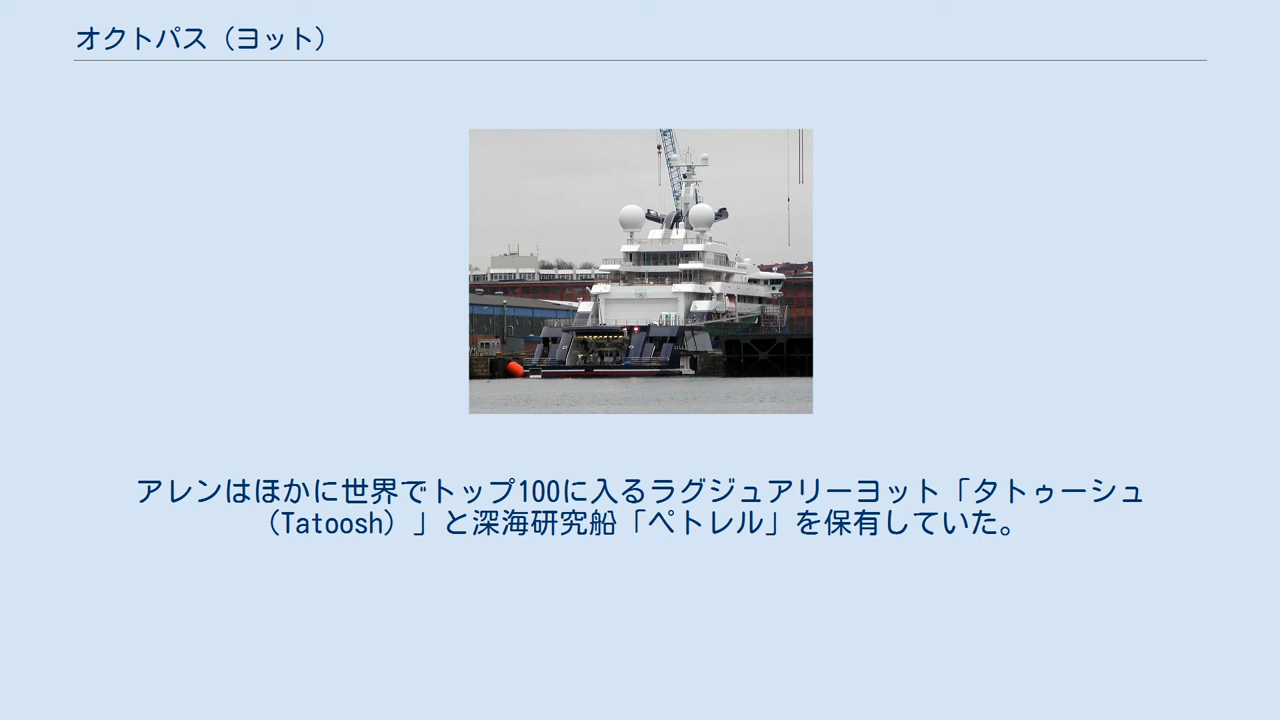 オクトパス（ヨット）
アレンはほかに世界でトップ100に入るラグジュアリーヨット「タトゥーシュ
（Tatoosh）」と深海研究船「ペトレル」を保有していた。